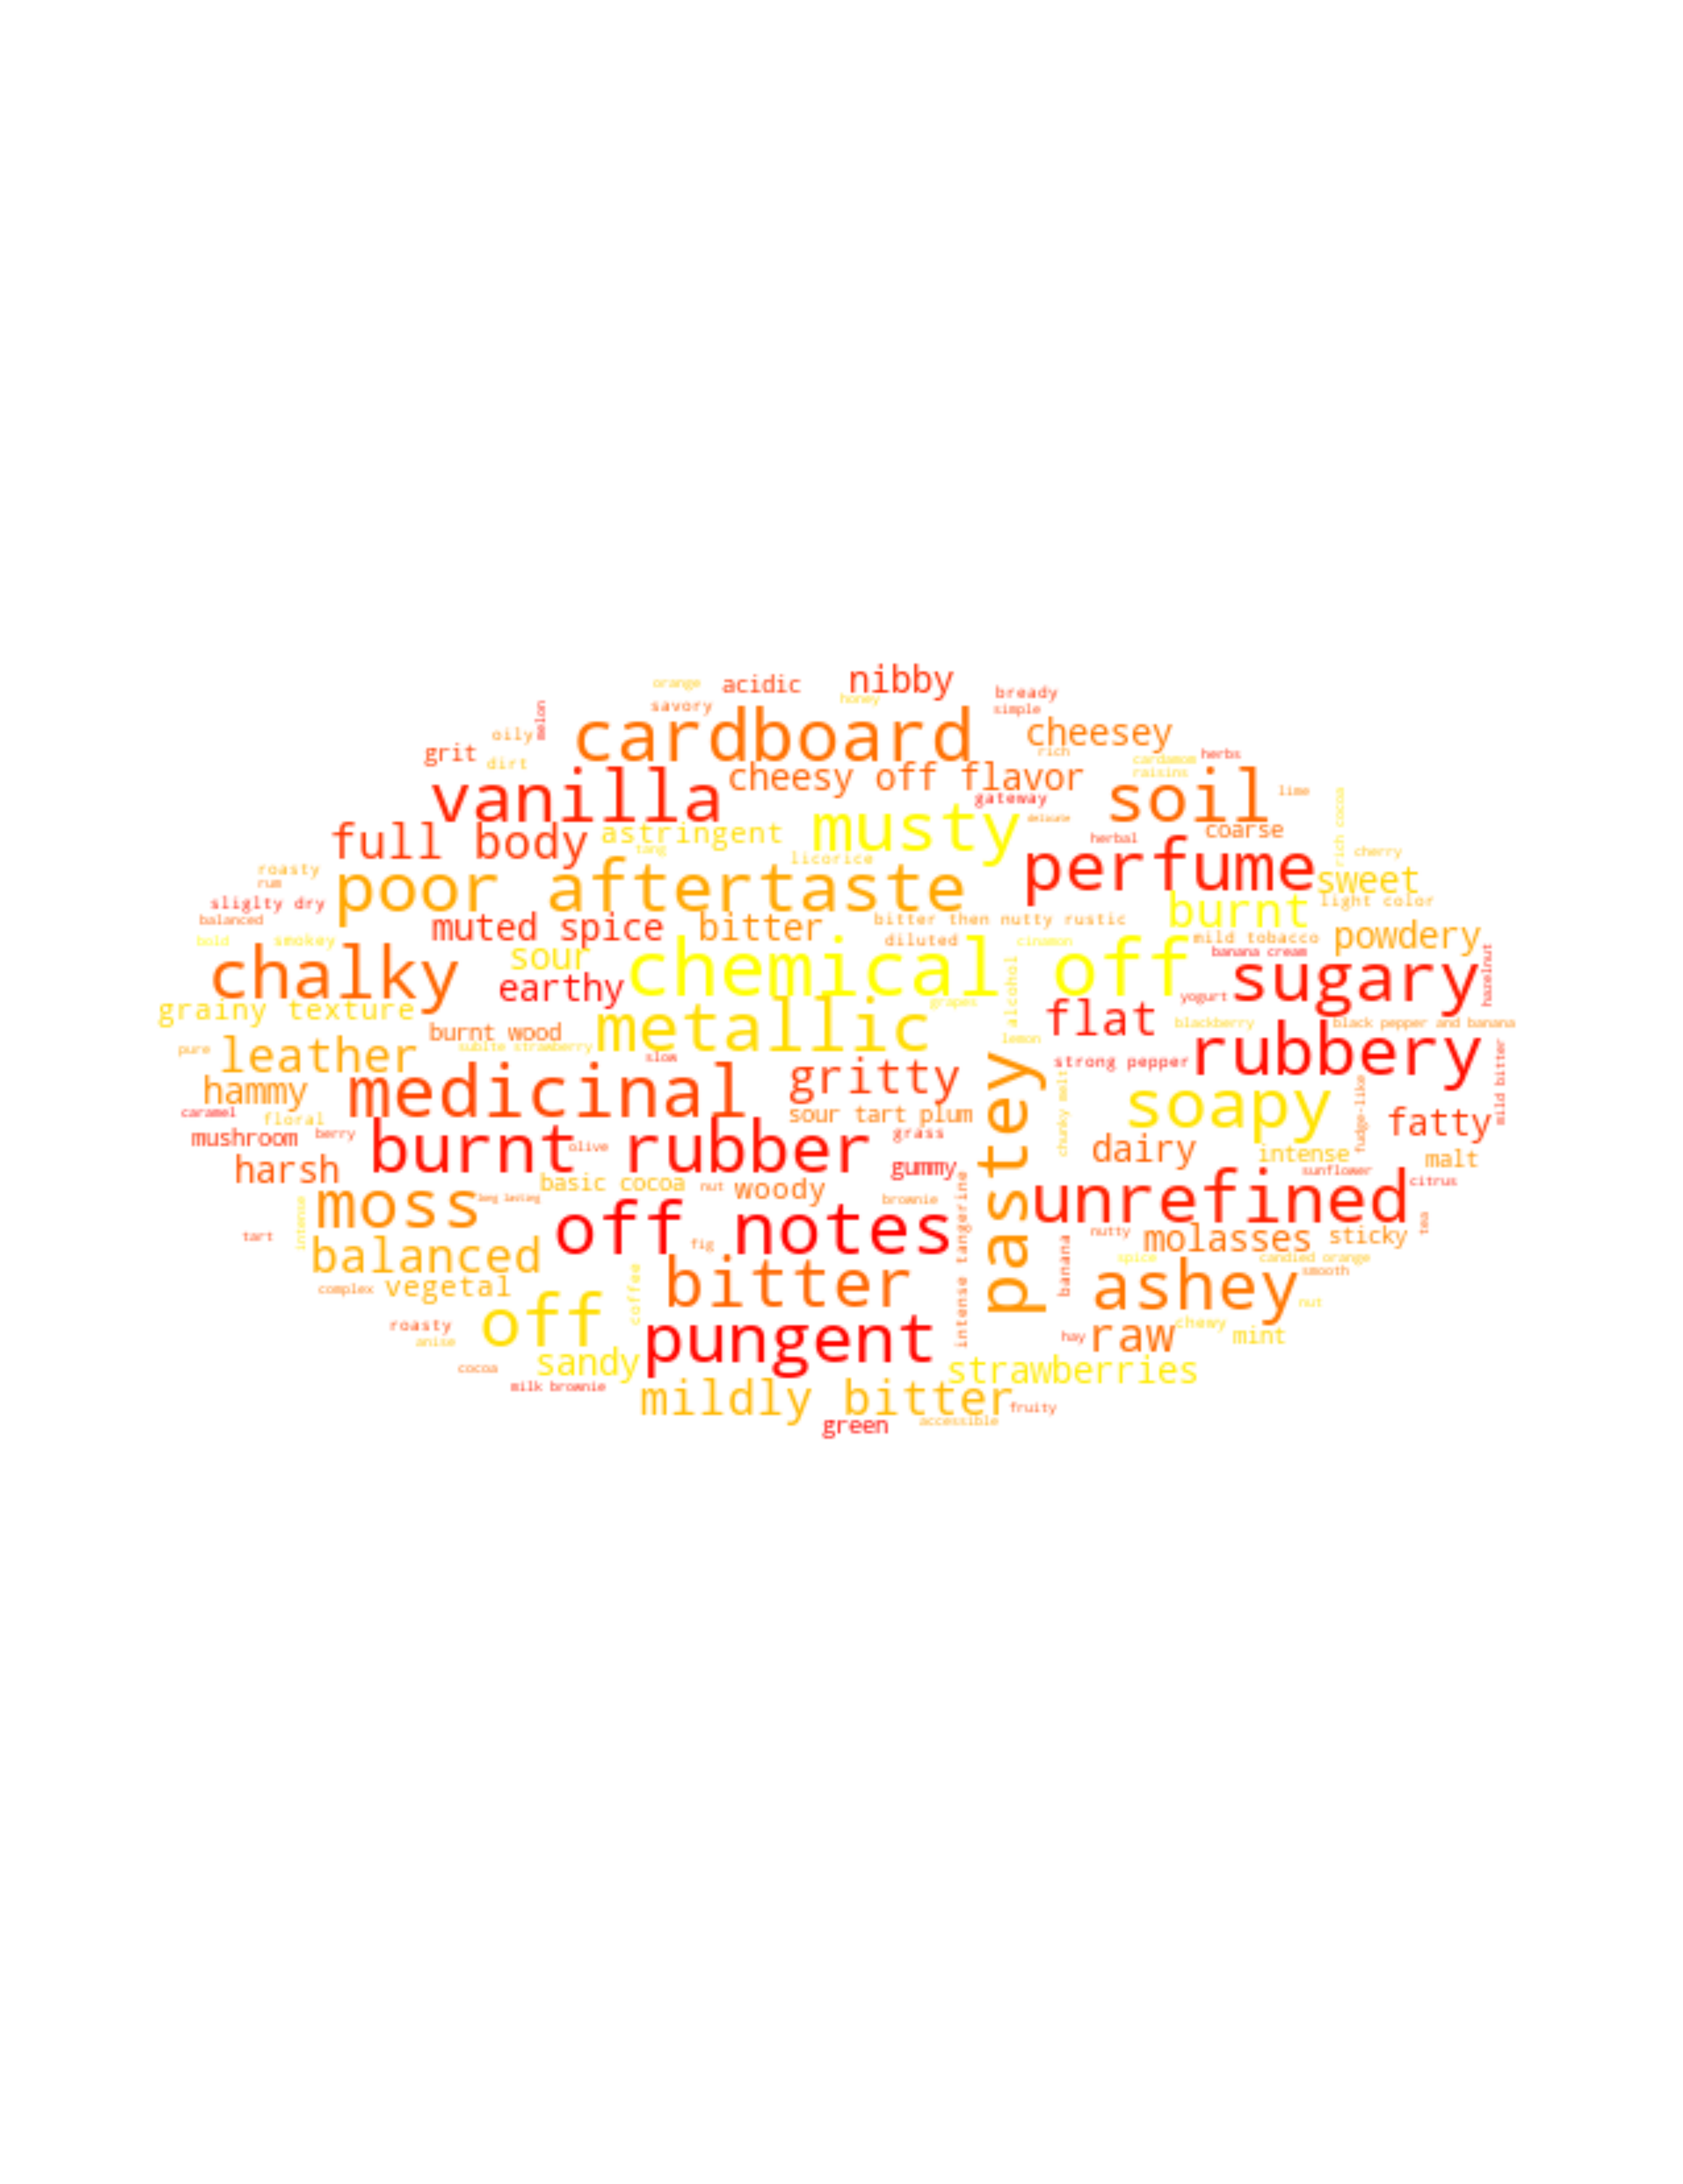 orange acidic nibby bready
savory honey simple
melon cardboard cheesey
oily rich
grit dirt cardamom herbs
vanilla cheesy off flavor raisins soil lime
gateway rich cocoa
full body astringent musty delicate coarse
tang licorice herbal cherry
roasty poor aftertaste perfume sweet
rum
sliglty dry burnt light color
balanced muted spice bitter bitter then nutty rustic
bold smokey diluted cinamon mild tobacco powdery
sour chemical off banana cream
chalky earthy alcohol sugary hazelnut
grainy texture grapes yogurt
burnt wood metallic flat blackberry black pepper and banana
pure leather sublte strawberry lemon
slow strong pepper rubbery mild bitter
hammy medicinal gritty pastey chunky melt soapy fudge-like
caramel floral sour tart plum fatty
mushroom berry burnt rubber olive grass
harsh gummy dairy intense malt
basic cocoa nut woody sunflower
moss long lasting brownie intense tangerine unrefined citrus
intense off notes nutty tea
tart fig banana molasses sticky
balanced spice candied orange
complex vegetal coffee bitter ashey smooth
off nut
roasty pungent chewy
anise hay raw mint
cocoa sandy strawberries
milk brownie mildly bitter fruity
green accessible